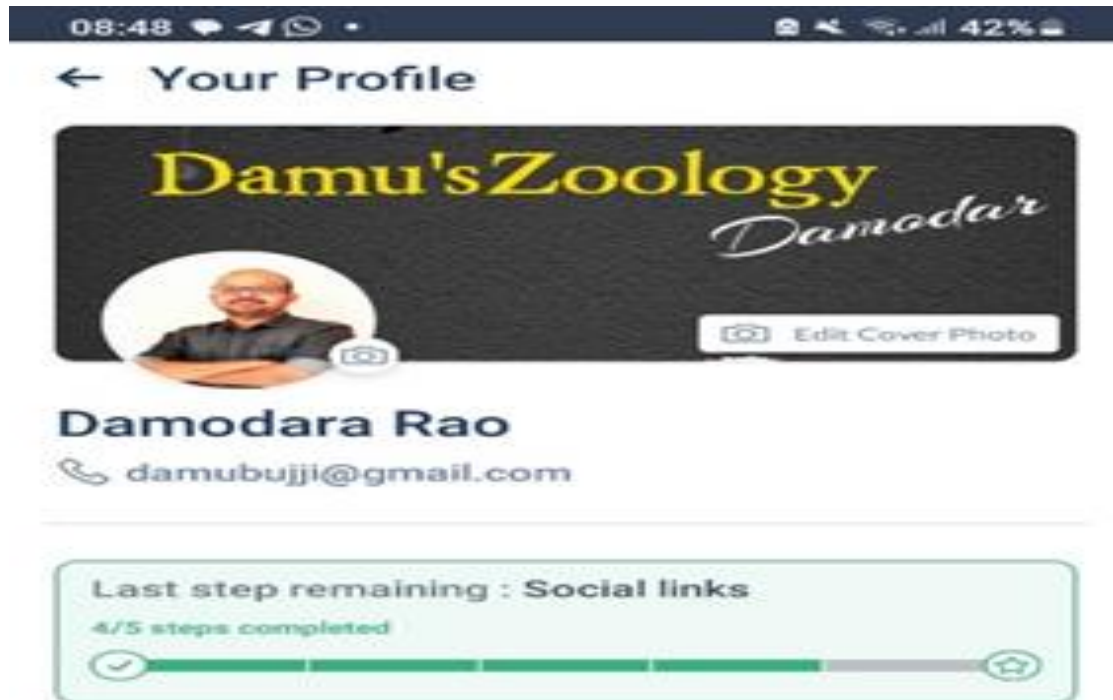 08:48 42%
← Your Profile
Damu'sZoology
Damodar
Edit Cover Photo
Damodara Rao
damubujji@gmail.com
Last step remaining : Social links
4/5 steps completed